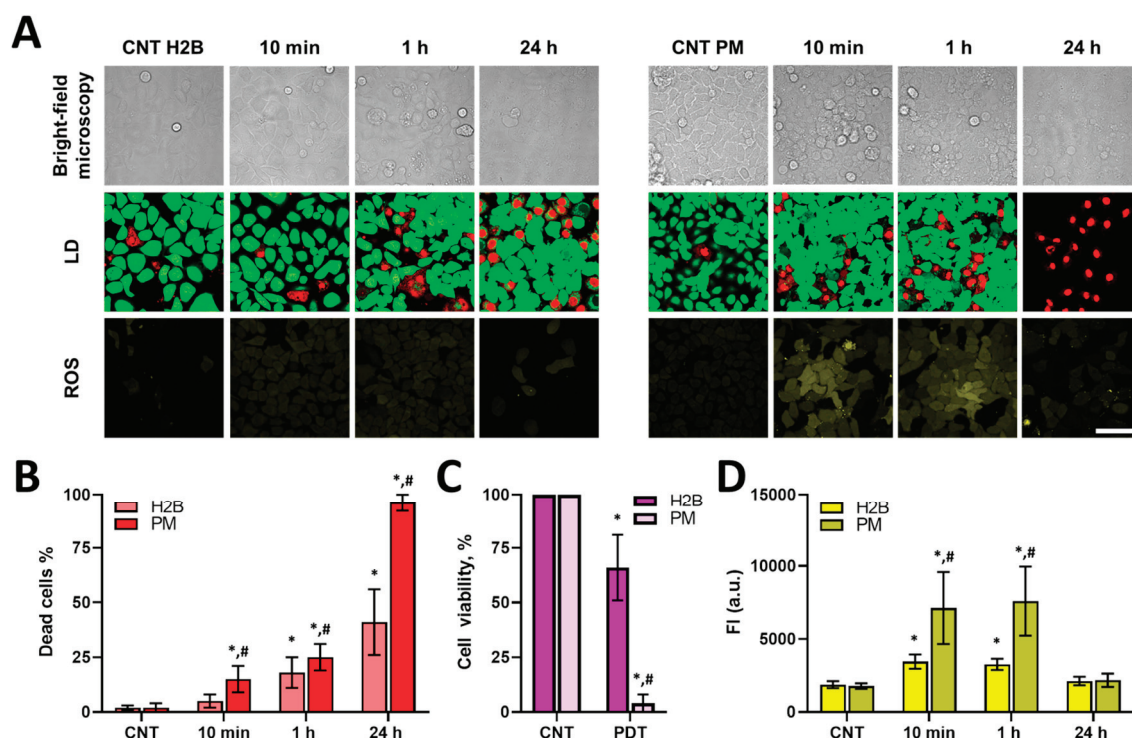 A
CNT H2B 10 min 1 h 24 h CNT PM 10 min 1 h 24 h
Bright-field
microscopy
L\D
ROS
B
H2B
PM
Dead cells %
100
75
50
25
0
*,#
*
*,#
*
*,#
CNT 10 min 1 h 24 h
C
H2B
PM
Cell viability, %
100
75
50
25
0
*
*,#
CNT PDT
D
H2B
PM
FI (a.u.)
15000
10000
5000
0
*
*,#
*
*,#
CNT 10 min 1 h 24 h